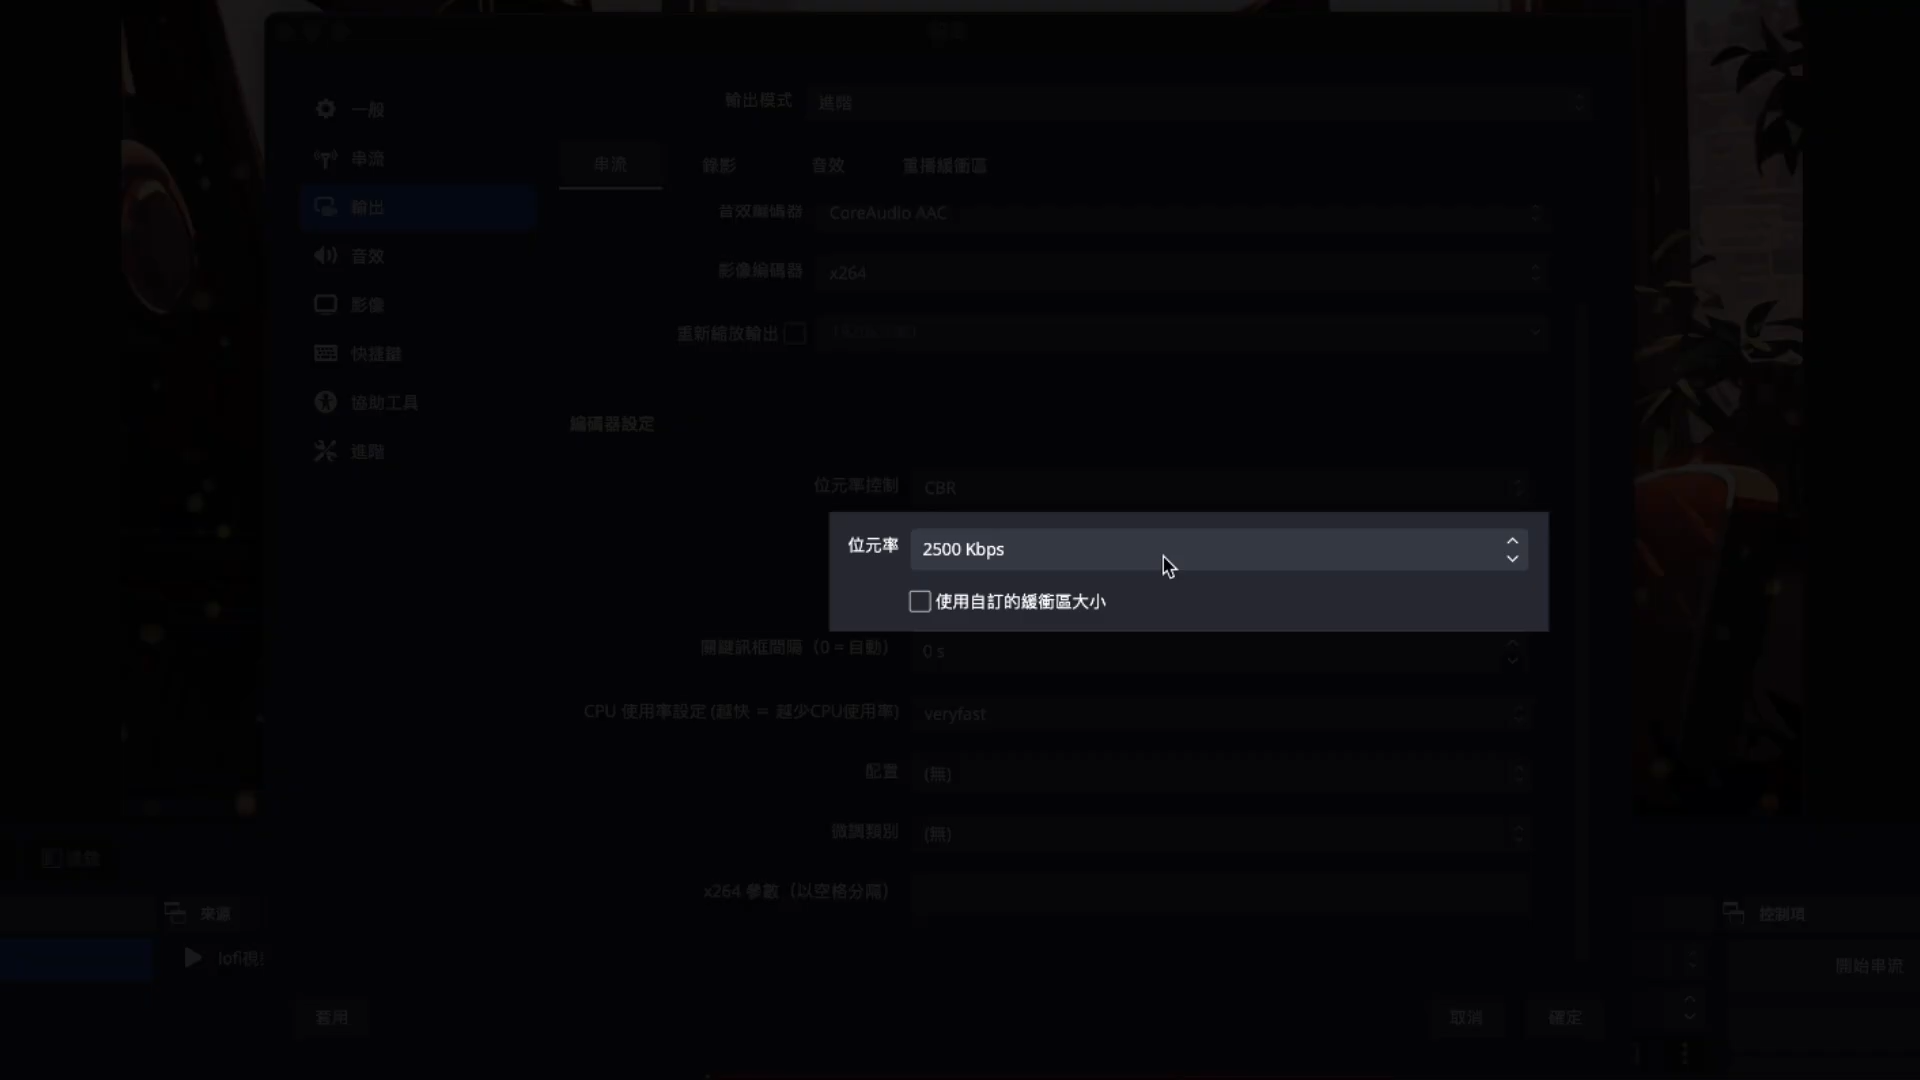 一般
串流
輸出
音效
影像
快捷鍵
協助工具
進階
輸出模式 進階
串流 錄影 音效 重播緩衝區
音效編碼器 CoreAudio AAC
影像編碼器 x264
重新縮放輸出
編碼器設定
位元率控制 CBR
位元率 2500 Kbps
使用自訂的緩衝區大小
關鍵訊框間隔（0 = 自動） 0 s
CPU 使用率設定 (越快 = 越少CPU使用率) veryfast
配置 (無)
微調類別 (無)
x264 參數（以空格分隔）
來源
lofi視
控制項
開始串流
套用 取消 確定